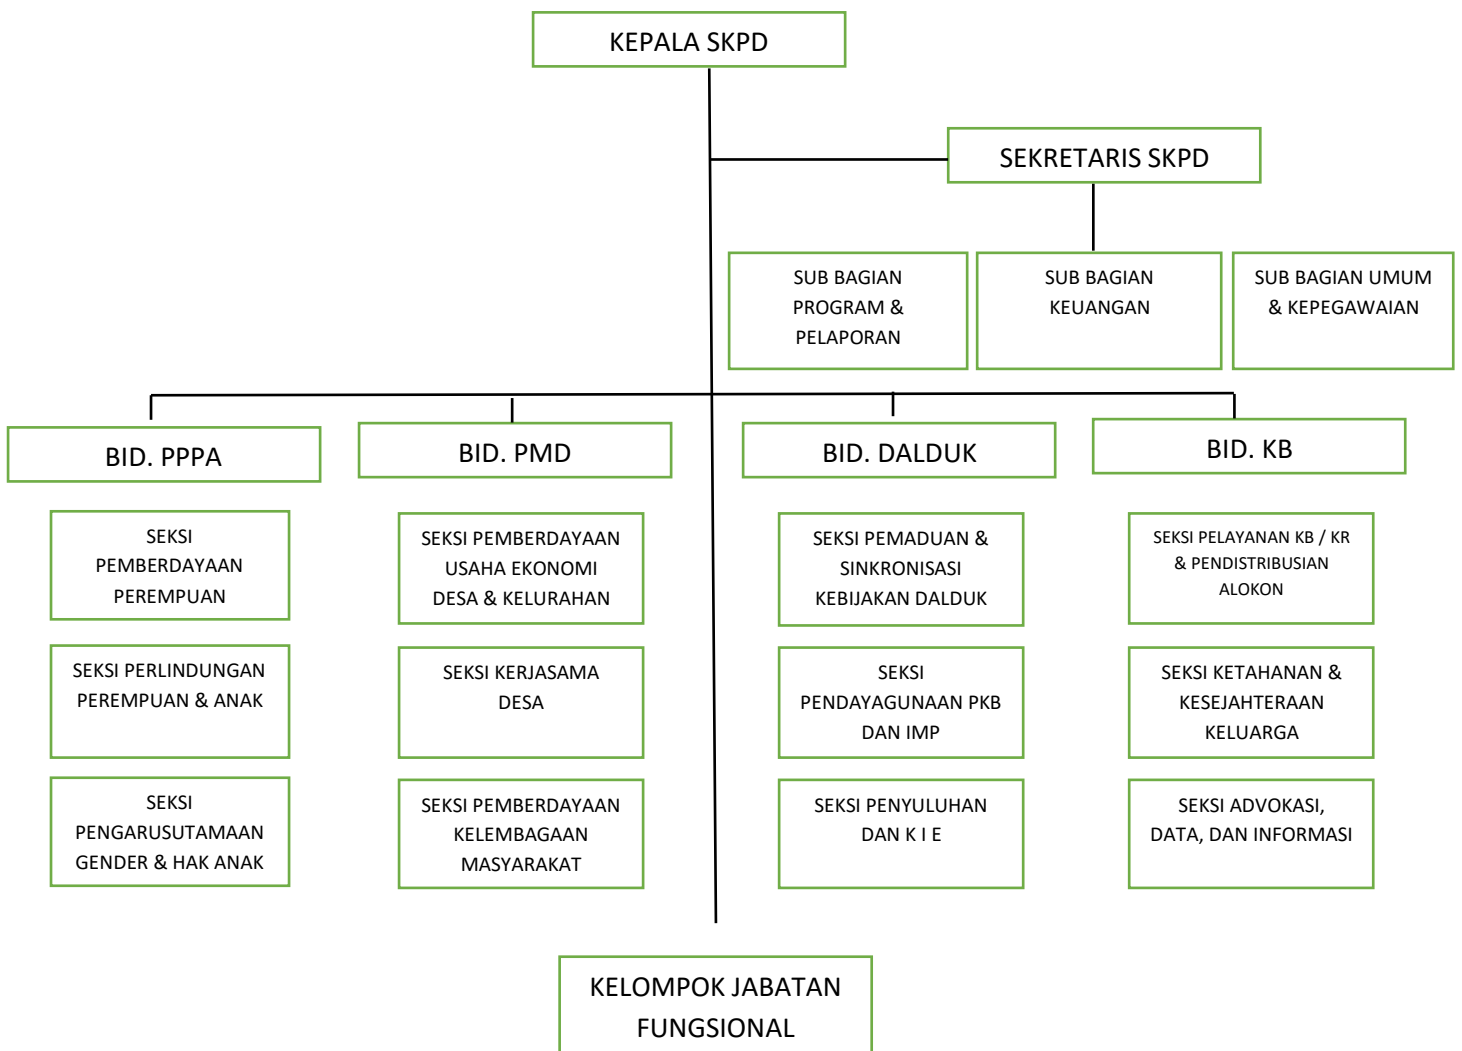 KEPALA SKPD
SEKRETARIS SKPD
SUB BAGIAN
PROGRAM &
PELAPORAN
SUB BAGIAN
KEUANGAN
SUB BAGIAN UMUM
& KEPEGAWAIAN
BID. PPPA
BID. PMD
BID. DALDUK
BID. KB
SEKSI
PEMBERDAYAAN
PEREMPUAN
SEKSI PEMBERDAYAAN
USAHA EKONOMI
DESA & KELURAHAN
SEKSI PEMADUAN &
SINKRONISASI
KEBIJAKAN DALDUK
SEKSI PELAYANAN KB / KR
& PENDISTRIBUSIAN
ALOKON
SEKSI PERLINDUNGAN
PEREMPUAN & ANAK
SEKSI KERJASAMA
DESA
SEKSI
PENDAYAGUNAAN PKB
DAN IMP
SEKSI KETAHANAN &
KESEJAHTERAAN
KELUARGA
SEKSI
PENGARUSUTAMAAN
GENDER & HAK ANAK
SEKSI PEMBERDAYAAN
KELEMBAGAAN
MASYARAKAT
SEKSI PENYULUHAN
DAN K I E
SEKSI ADVOKASI,
DATA, DAN INFORMASI
KELOMPOK JABATAN
FUNGSIONAL